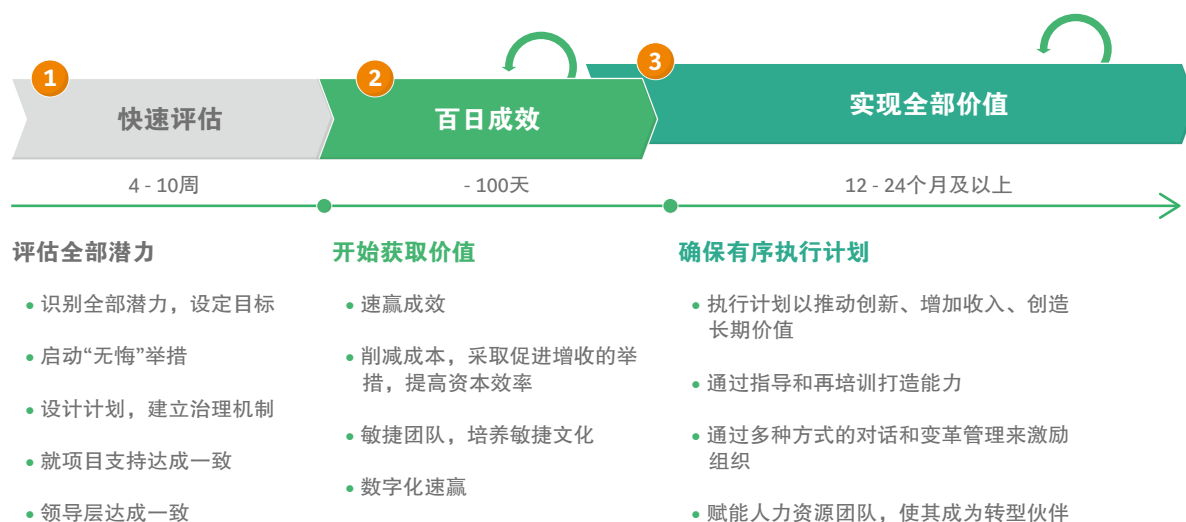 1
快速评估
2
百日成效
3
实现全部价值
4 - 10周
- 100天
12 - 24个月及以上
评估全部潜力
• 识别全部潜力，设定目标
• 启动“无悔”举措
• 设计计划，建立治理机制
• 就项目支持达成一致
• 领导层达成一致
开始获取价值
• 速赢成效
• 削减成本，采取促进增收的举
措，提高资本效率
• 敏捷团队，培养敏捷文化
• 数字化速赢
确保有序执行计划
• 执行计划以推动创新、增加收入、创造
长期价值
• 通过指导和再培训打造能力
• 通过多种方式的对话和变革管理来激励
组织
• 赋能人力资源团队，使其成为转型伙伴